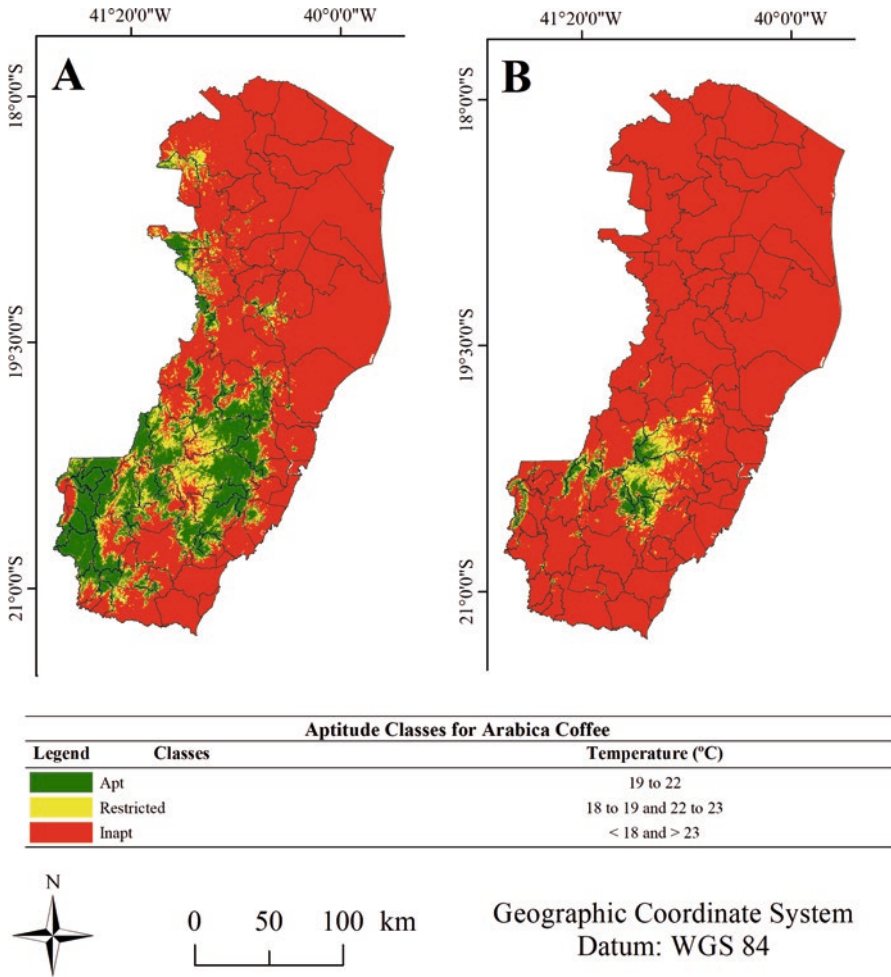 41°20'0"W 40°00'0"W 41°20'0"W 40°00'0"W
A B
18°0'0"S 18°0'0"S
19°30'0"S 19°30'0"S
21°0'0"S 21°0'0"S
Aptitude Classes for Arabica Coffee
Legend Classes Temperature (ºC)
Apt 19 to 22
Restricted 18 to 19 and 22 to 23
Inapt < 18 and > 23
N
0 50 100 km
Geographic Coordinate System
Datum: WGS 84